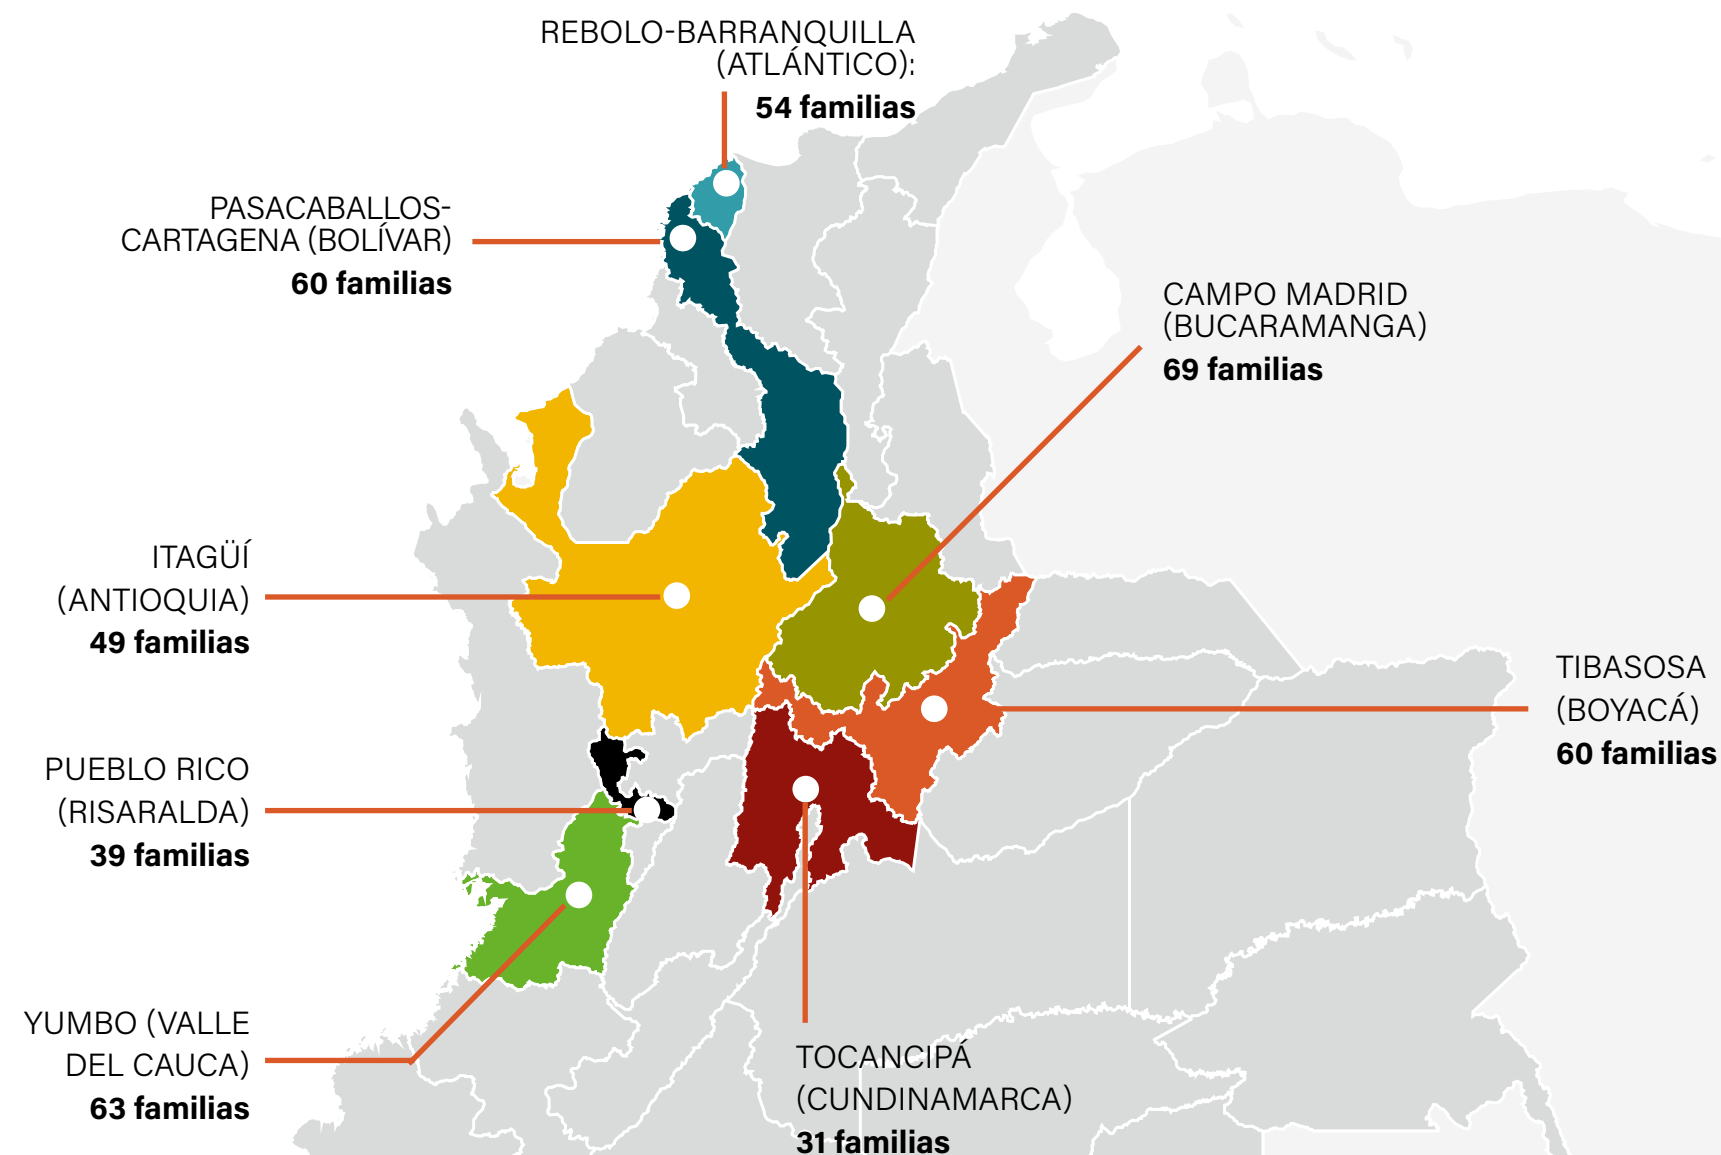 REBOLO-BARRANQUILLA
(ATLÁNTICO):
54 familias
PASACABALLOS-
CARTAGENA (BOLÍVAR)
60 familias
CAMPO MADRID
(BUCARAMANGA)
69 familias
ITAGÜÍ
(ANTIOQUIA)
49 familias
TIBASOSA
(BOYACÁ)
60 familias
PUEBLO RICO
(RISARALDA)
39 familias
YUMBO (VALLE
DEL CAUCA)
63 familias
TOCANCIPÁ
(CUNDINAMARCA)
31 familias